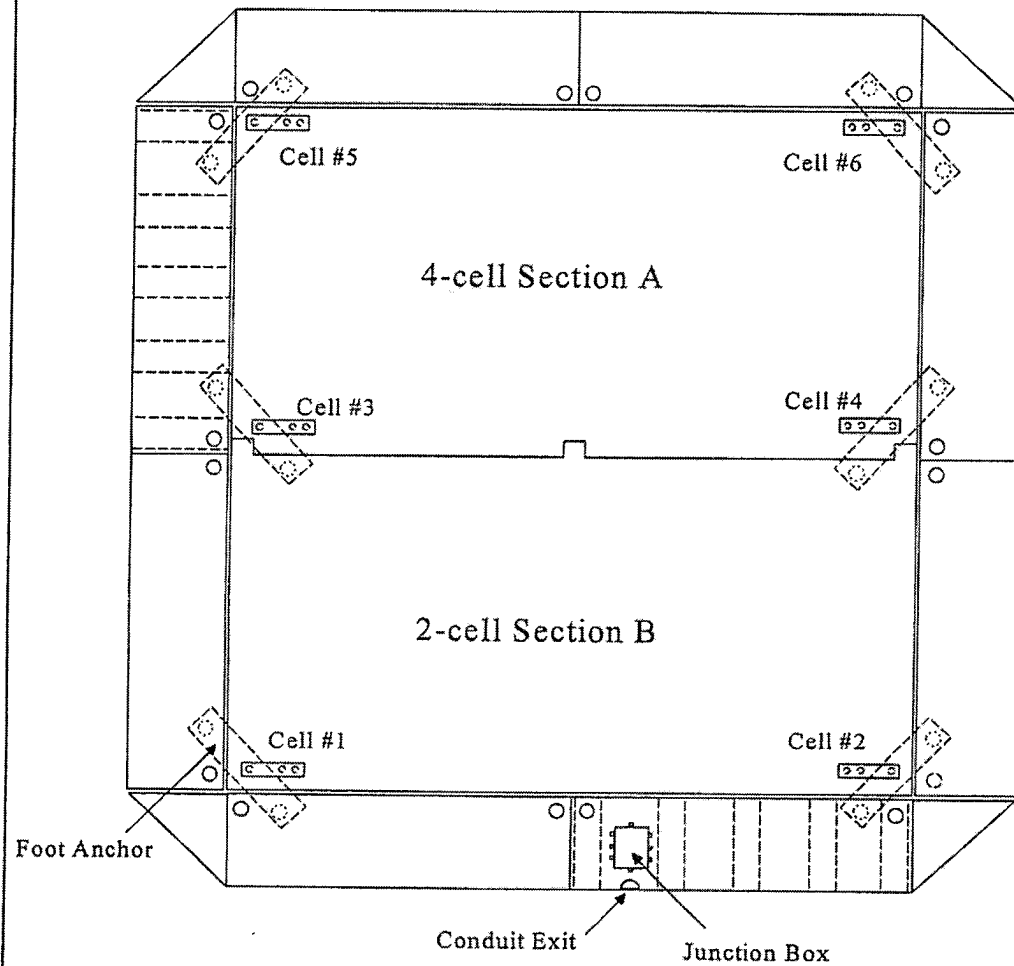 Cell #5
Cell #6
4-cell Section A
Cell #3
Cell #4
2-cell Section B
Cell #1
Cell #2
Foot Anchor
Conduit Exit
Junction Box